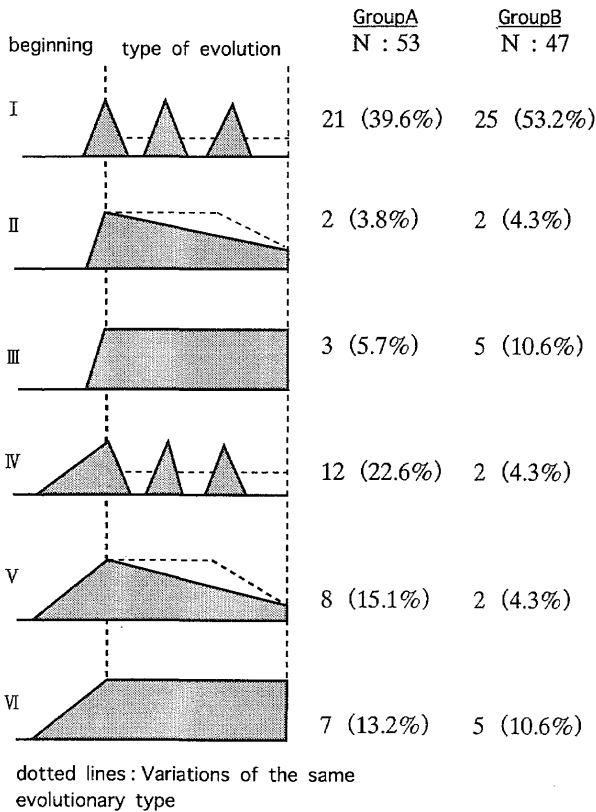 GroupA GroupB
beginning type of evolution N : 53 N : 47
I 21 (39.6%) 25 (53.2%)
II 2 (3.8%) 2 (4.3%)
III 3 (5.7%) 5 (10.6%)
IV 12 (22.6%) 2 (4.3%)
V 8 (15.1%) 2 (4.3%)
VI 7 (13.2%) 5 (10.6%)
dotted lines : Variations of the same
evolutionary type